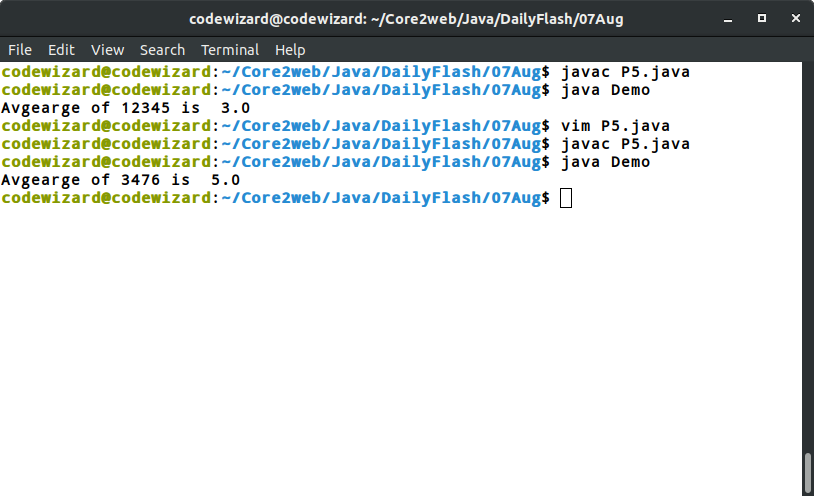 codewizard@codewizard: ~/Core2web/Java/DailyFlash/07Aug
File Edit View Search Terminal Help
codewizard@codewizard:~/Core2web/Java/DailyFlash/07Aug$ javac P5.java
codewizard@codewizard:~/Core2web/Java/DailyFlash/07Aug$ java Demo
Avgearge of 12345 is  3.0
codewizard@codewizard:~/Core2web/Java/DailyFlash/07Aug$ vim P5.java
codewizard@codewizard:~/Core2web/Java/DailyFlash/07Aug$ javac P5.java
codewizard@codewizard:~/Core2web/Java/DailyFlash/07Aug$ java Demo
Avgearge of 3476 is  5.0
codewizard@codewizard:~/Core2web/Java/DailyFlash/07Aug$